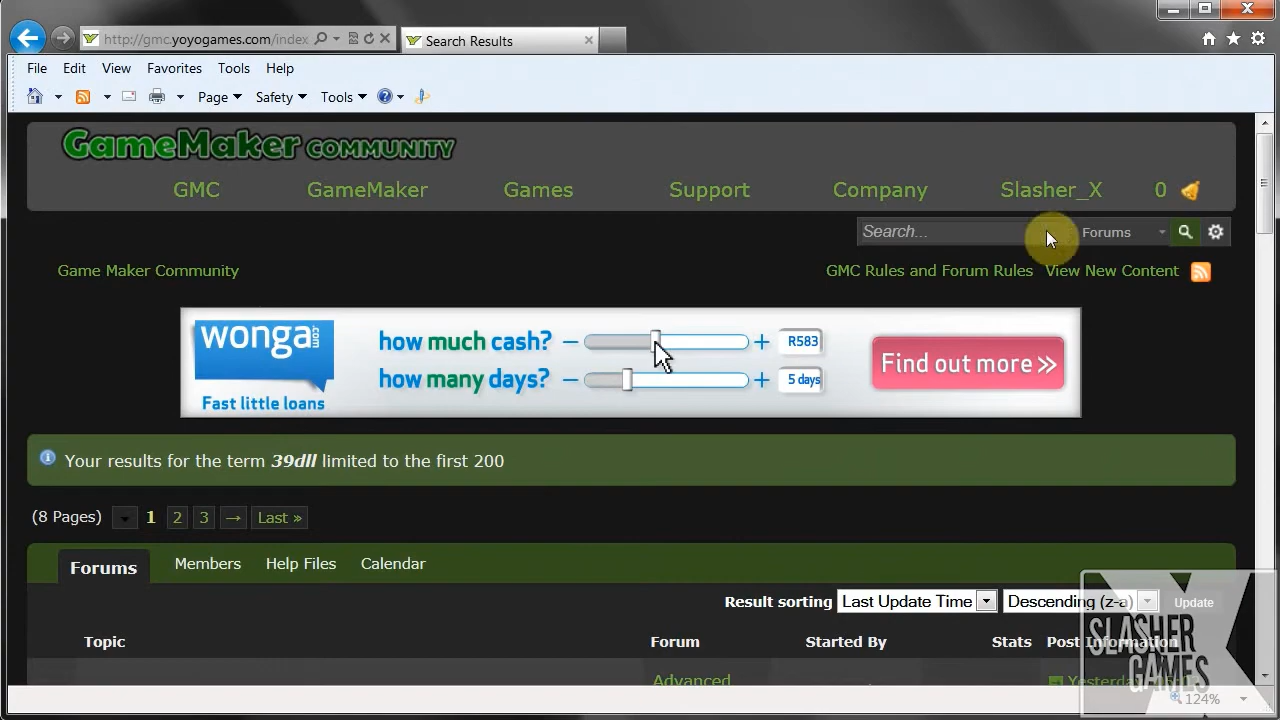 http://gmc.yoyogames.com/index
Search Results
File Edit View Favorites Tools Help
Page Safety Tools
GameMaker COMMUNITY
GMC GameMaker Games Support Company Slasher_X 0
Search... Forums
Game Maker Community GMC Rules and Forum Rules View New Content
wonga.com how much cash? − + R583
how many days? − + 5 days
Find out more »
Fast little loans
Your results for the term 39dll limited to the first 200
(8 Pages) 1 2 3 → Last »
Forums Members Help Files Calendar
Result sorting Last Update Time Descending (z-a) Update
Topic Forum Started By Stats Post Information
Advanced
SLASHER
GAMES
124%